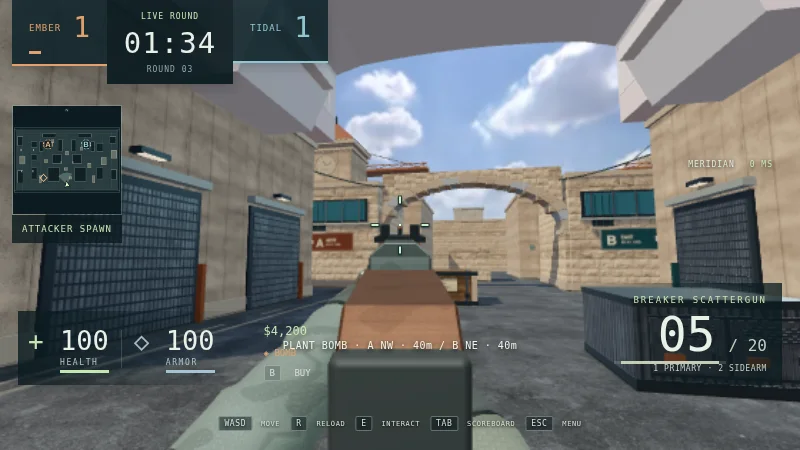 EMBER 1
LIVE ROUND
01:34
ROUND 03
TIDAL 1
A
B
ATTACKER SPAWN
MERIDIAN 0 MS
A
B
+ 100
HEALTH
100
ARMOR
$4,200
PLANT BOMB · A NW · 40m / B NE · 40m
B BUY
BREAKER SCATTERGUN
05 / 20
1 PRIMARY · 2 SIDEARM
WASD MOVE R RELOAD E INTERACT TAB SCOREBOARD ESC MENU